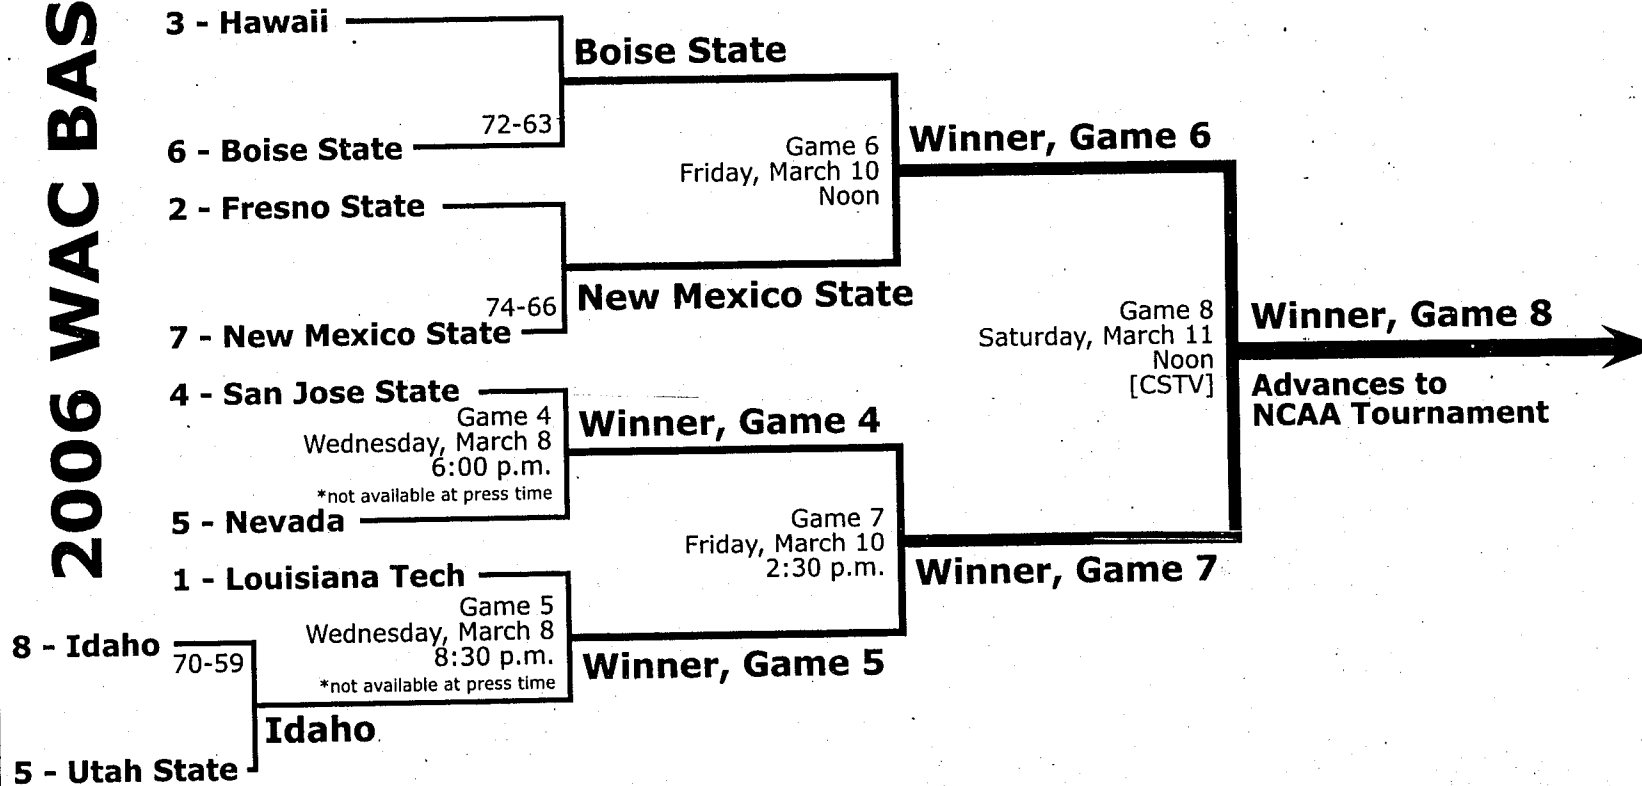 2006 WAC BAS
3 - Hawaii
Boise State
72-63
6 - Boise State
Game 6
Friday, March 10
Noon
Winner, Game 6
2 - Fresno State
74-66
New Mexico State
7 - New Mexico State
Game 8
Saturday, March 11
Noon
[CSTV]
Winner, Game 8
Advances to
NCAA Tournament
4 - San Jose State
Game 4
Wednesday, March 8
6:00 p.m.
*not available at press time
Winner, Game 4
5 - Nevada
Game 7
Friday, March 10
2:30 p.m.
Winner, Game 7
1 - Louisiana Tech
Game 5
Wednesday, March 8
8:30 p.m.
*not available at press time
Winner, Game 5
8 - Idaho
70-59
Idaho
5 - Utah State